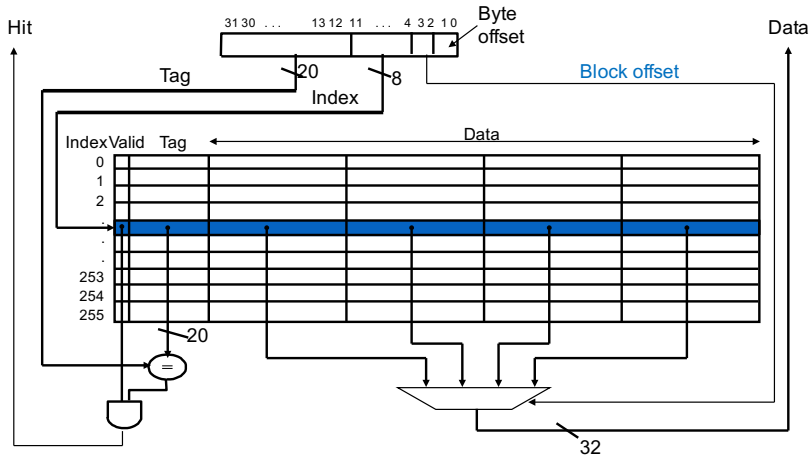 Hit
31 30 . . . 13 12 11 ... 4 3 2 1 0
Byte
offset
Data
Tag
20
8
Block offset
Index
Index Valid Tag
Data
0
1
2
.
.
.
253
254
255
20
=
32